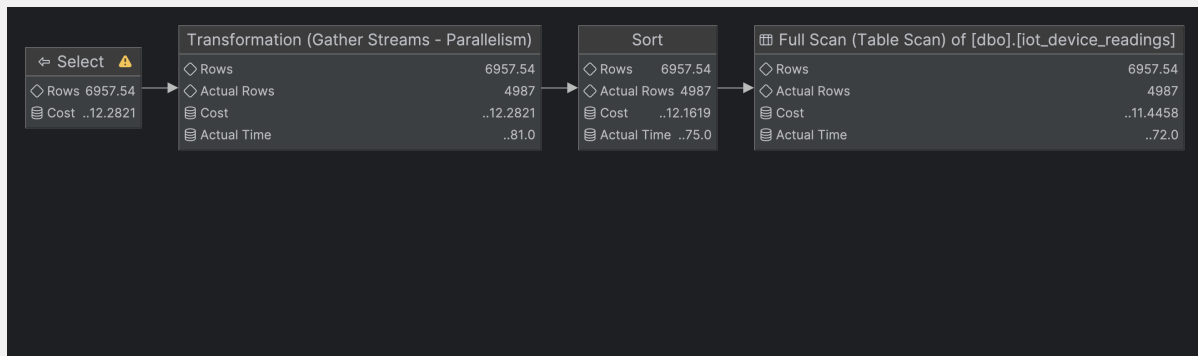 Select
Rows 6957.54
Cost ..12.2821
Transformation (Gather Streams - Parallelism)
Rows 6957.54
Actual Rows 4987
Cost ..12.2821
Actual Time ..81.0
Sort
Rows 6957.54
Actual Rows 4987
Cost ..12.1619
Actual Time ..75.0
Full Scan (Table Scan) of [dbo].[iot_device_readings]
Rows 6957.54
Actual Rows 4987
Cost ..11.4458
Actual Time ..72.0